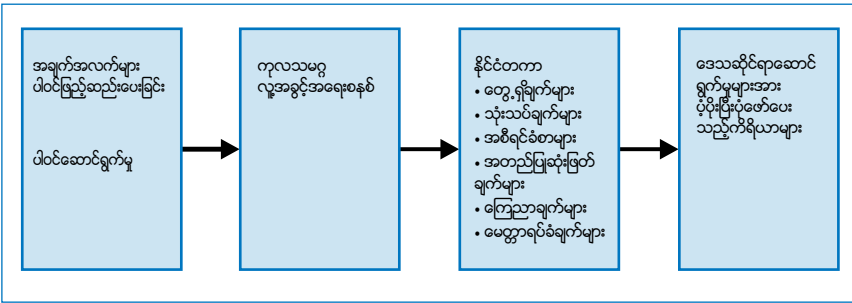 အချက်အလက်များ
ပါဝင်ဖြည့်ဆည်းပေးခြင်း
ပါဝင်ဆောင်ရွက်မှု
ကုလသမဂ္ဂ
လူ့အခွင့်အရေးစနစ်
နိုင်ငံတကာ
• တွေ့ရှိချက်များ
• သုံးသပ်ချက်များ
• အစီရင်ခံစာများ
• အတည်ပြုဆုံးဖြတ်
ချက်များ
• ကြေညာချက်များ
• မေတ္တာရပ်ခံချက်များ
ဒေသဆိုင်ရာဆောင်
ရွက်မှုများအား
ပံ့ပိုးပြီးပုံဖော်ပေး
သည့်ကိရိယာများ